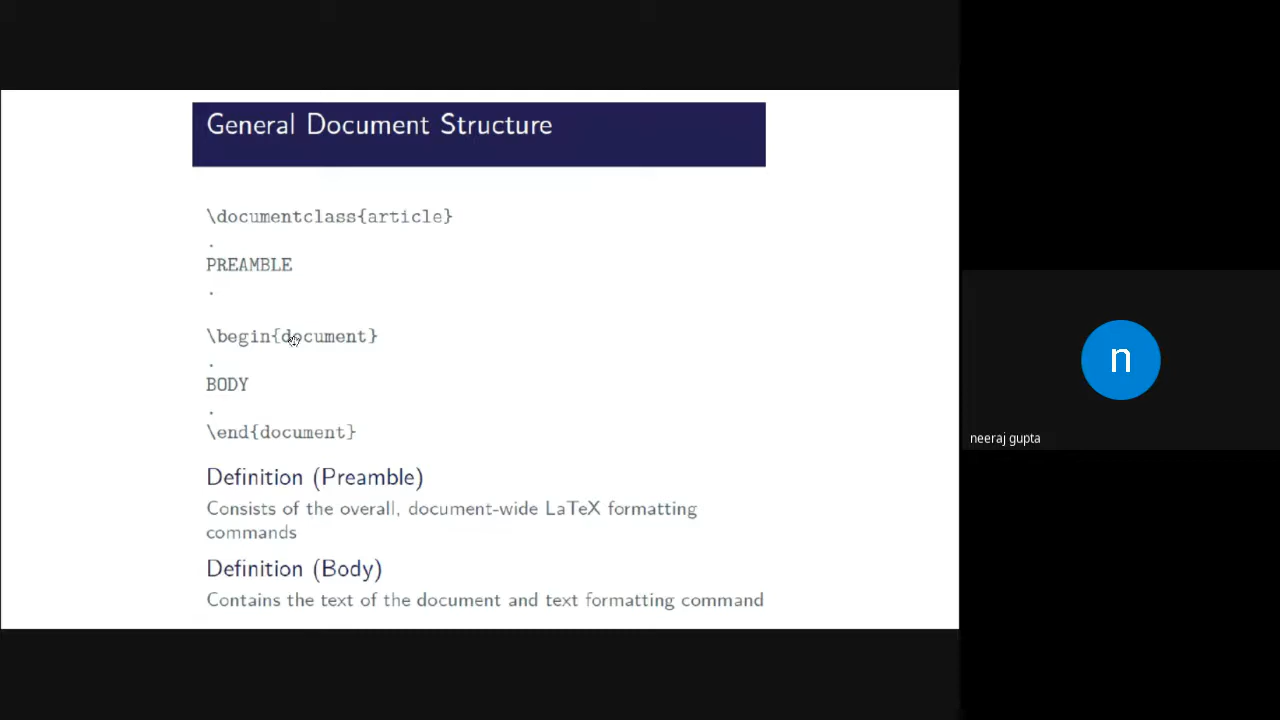 General Document Structure
\documentclass{article}
.
PREAMBLE
.
\begin{document}
.
BODY
.
\end{document}
Definition (Preamble)
Consists of the overall, document-wide LaTeX formatting
commands
Definition (Body)
Contains the text of the document and text formatting command
n
neeraj gupta